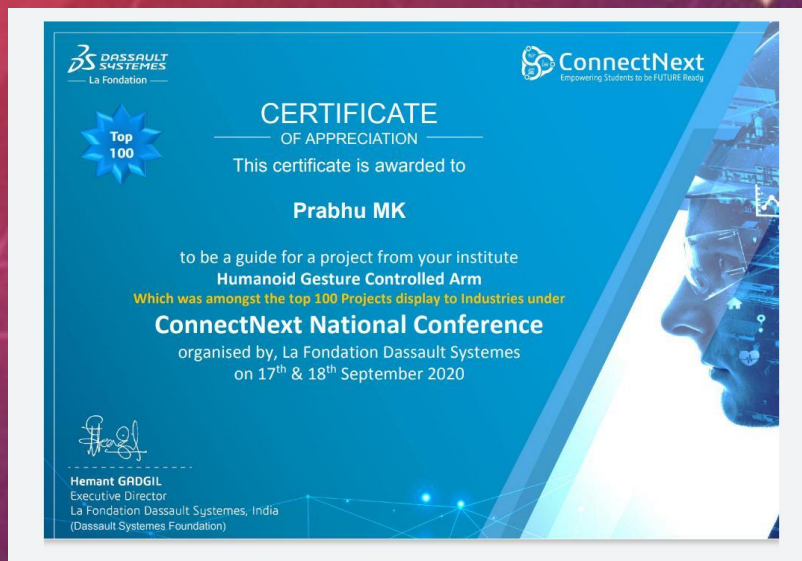 DASSAULT
SYSTEMES
La Fondation
ConnectNext
Empowering Students to be FUTURE Ready
Top
100
CERTIFICATE
OF APPRECIATION
This certificate is awarded to
Prabhu MK
to be a guide for a project from your institute
Humanoid Gesture Controlled Arm
Which was amongst the top 100 Projects display to Industries under
ConnectNext National Conference
organised by, La Fondation Dassault Systemes
on 17th & 18th September 2020
Hemant GADGIL
Executive Director
La Fondation Dassault Systemes, India
(Dassault Systemes Foundation)